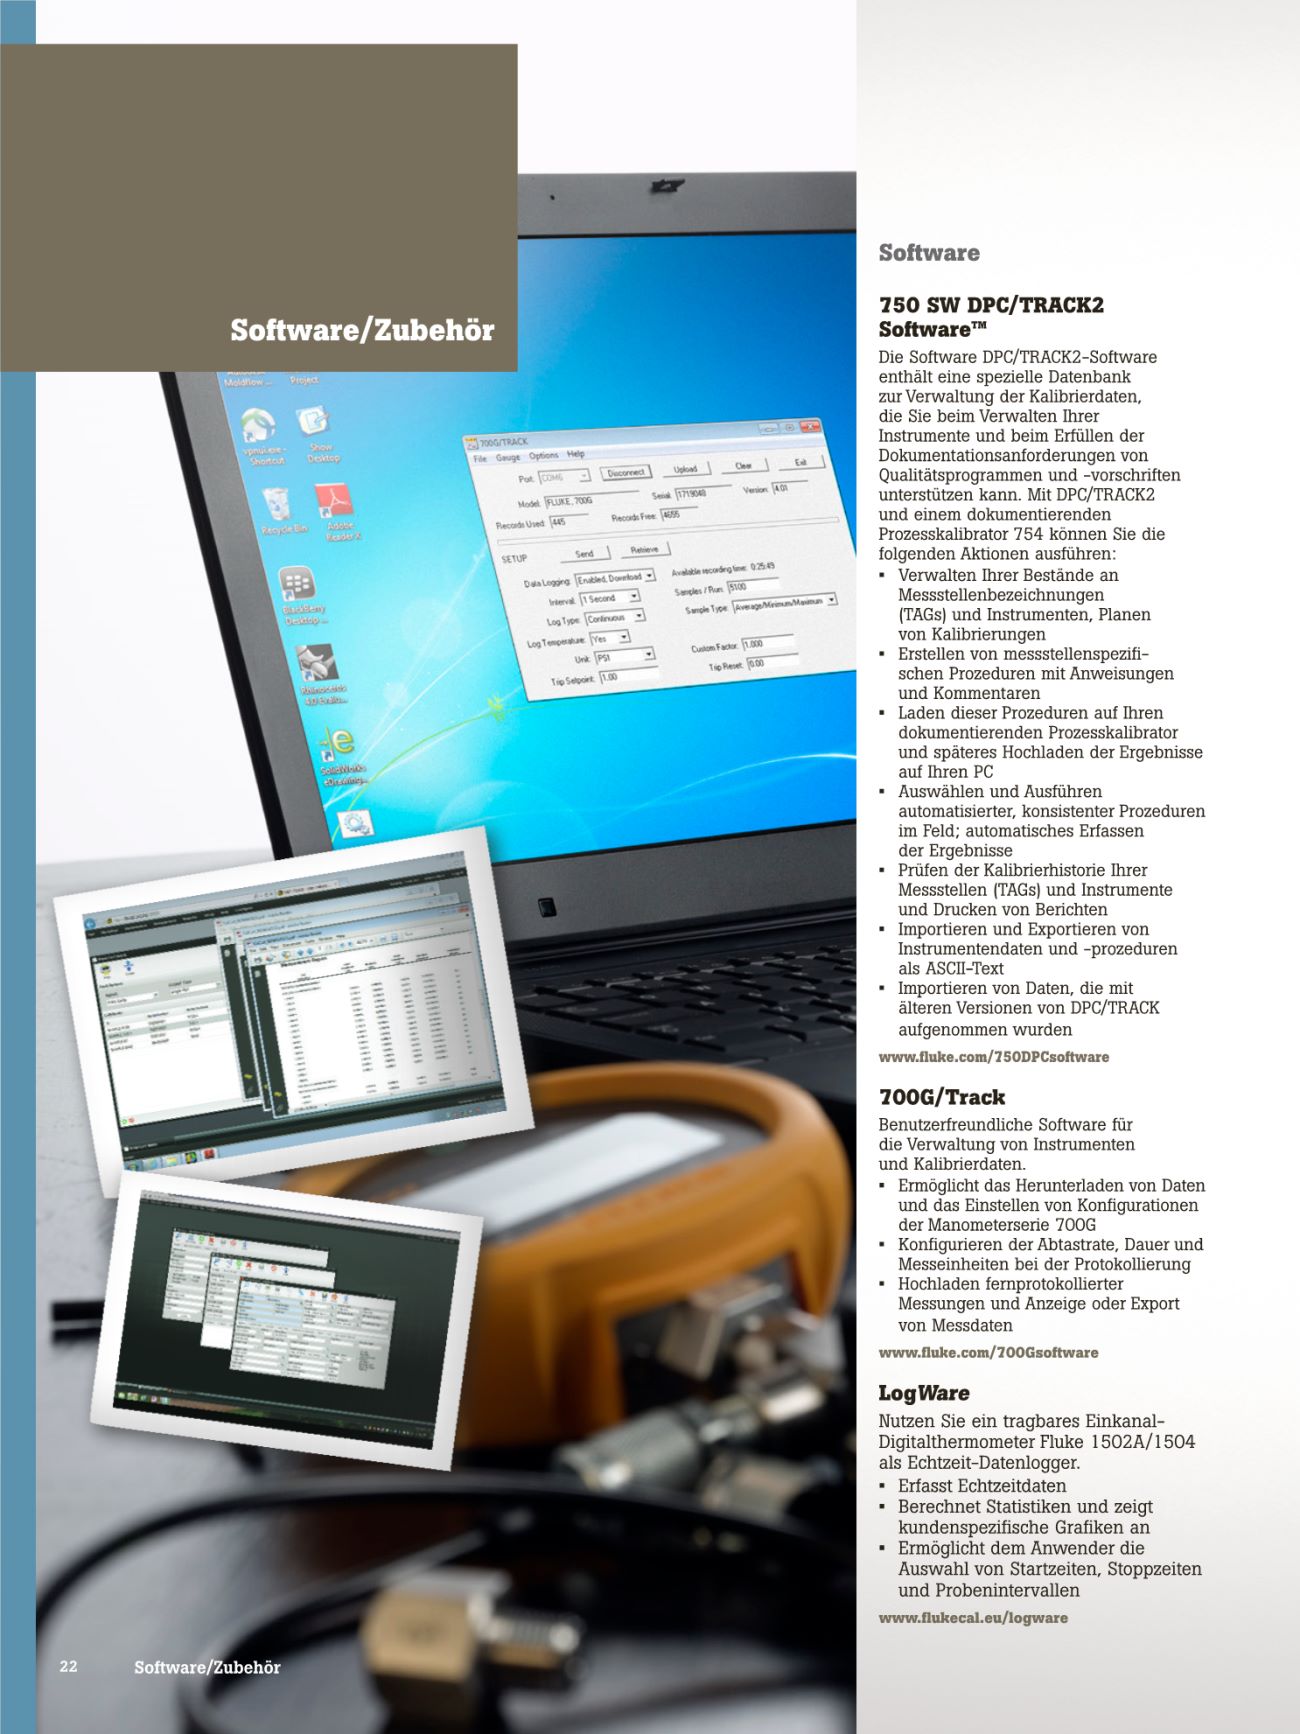 Software/Zubehör
Moldflow ...
Project
vpnui.exe -
Shortcut
Show
Desktop
Recycle Bin
Adobe
Reader X
BlackBerry
Desktop ...
Rhinoceros
4.0 Evalu...
SolidWorks
eDrawing...
700G/TRACK
File Gauge Options Help
Port: COM6 Disconnect Upload Clear Exit
Model: FLUKE, 700G Serial: 1719048 Version: 4.01
Records Used: 445 Records Free: 4655
SETUP Send Retrieve
Data Logging: Enabled, Download Available recording time: 0:25:49
Interval: 1 Second Samples / Run: 5100
Log Type: Continuous Sample Type: Average/Minimum/Maximum
Log Temperature: Yes
Unit: PSI Custom Factor: 1.000
Trip Setpoint: 1.00 Trip Reset: 0.00
Software
750 SW DPC/TRACK2
Software™
Die Software DPC/TRACK2-Software
enthält eine spezielle Datenbank
zur Verwaltung der Kalibrierdaten,
die Sie beim Verwalten Ihrer
Instrumente und beim Erfüllen der
Dokumentationsanforderungen von
Qualitätsprogrammen und -vorschriften
unterstützen kann. Mit DPC/TRACK2
und einem dokumentierenden
Prozesskalibrator 754 können Sie die
folgenden Aktionen ausführen:
▪ Verwalten Ihrer Bestände an
Messstellenbezeichnungen
(TAGs) und Instrumenten, Planen
von Kalibrierungen
▪ Erstellen von messstellenspezifi-
schen Prozeduren mit Anweisungen
und Kommentaren
▪ Laden dieser Prozeduren auf Ihren
dokumentierenden Prozesskalibrator
und späteres Hochladen der Ergebnisse
auf Ihren PC
▪ Auswählen und Ausführen
automatisierter, konsistenter Prozeduren
im Feld; automatisches Erfassen
der Ergebnisse
▪ Prüfen der Kalibrierhistorie Ihrer
Messstellen (TAGs) und Instrumente
und Drucken von Berichten
▪ Importieren und Exportieren von
Instrumentendaten und -prozeduren
als ASCII-Text
▪ Importieren von Daten, die mit
älteren Versionen von DPC/TRACK
aufgenommen wurden
www.fluke.com/750DPCsoftware
700G/Track
Benutzerfreundliche Software für
die Verwaltung von Instrumenten
und Kalibrierdaten.
▪ Ermöglicht das Herunterladen von Daten
und das Einstellen von Konfigurationen
der Manometerserie 700G
▪ Konfigurieren der Abtastrate, Dauer und
Messeinheiten bei der Protokollierung
▪ Hochladen fernprotokollierter
Messungen und Anzeige oder Export
von Messdaten
www.fluke.com/700Gsoftware
LogWare
Nutzen Sie ein tragbares Einkanal-
Digitalthermometer Fluke 1502A/1504
als Echtzeit-Datenlogger.
▪ Erfasst Echtzeitdaten
▪ Berechnet Statistiken und zeigt
kundenspezifische Grafiken an
▪ Ermöglicht dem Anwender die
Auswahl von Startzeiten, Stoppzeiten
und Probenintervallen
www.flukecal.eu/logware
22 Software/Zubehör